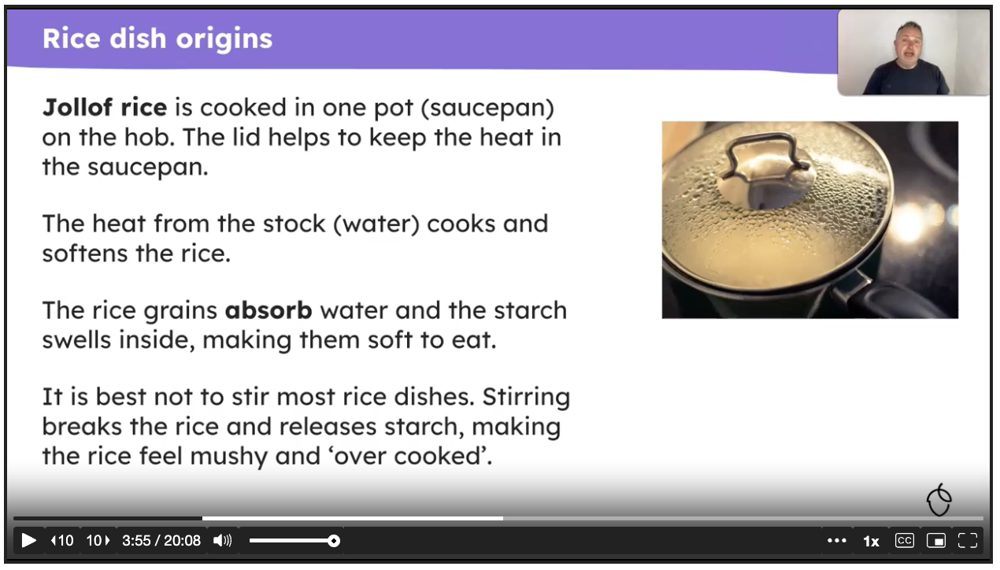 Rice dish origins
Jollof rice is cooked in one pot (saucepan)
on the hob. The lid helps to keep the heat in
the saucepan.
The heat from the stock (water) cooks and
softens the rice.
The rice grains absorb water and the starch
swells inside, making them soft to eat.
It is best not to stir most rice dishes. Stirring
breaks the rice and releases starch, making
the rice feel mushy and ‘over cooked’.
10 10 3:55 / 20:08 1x CC